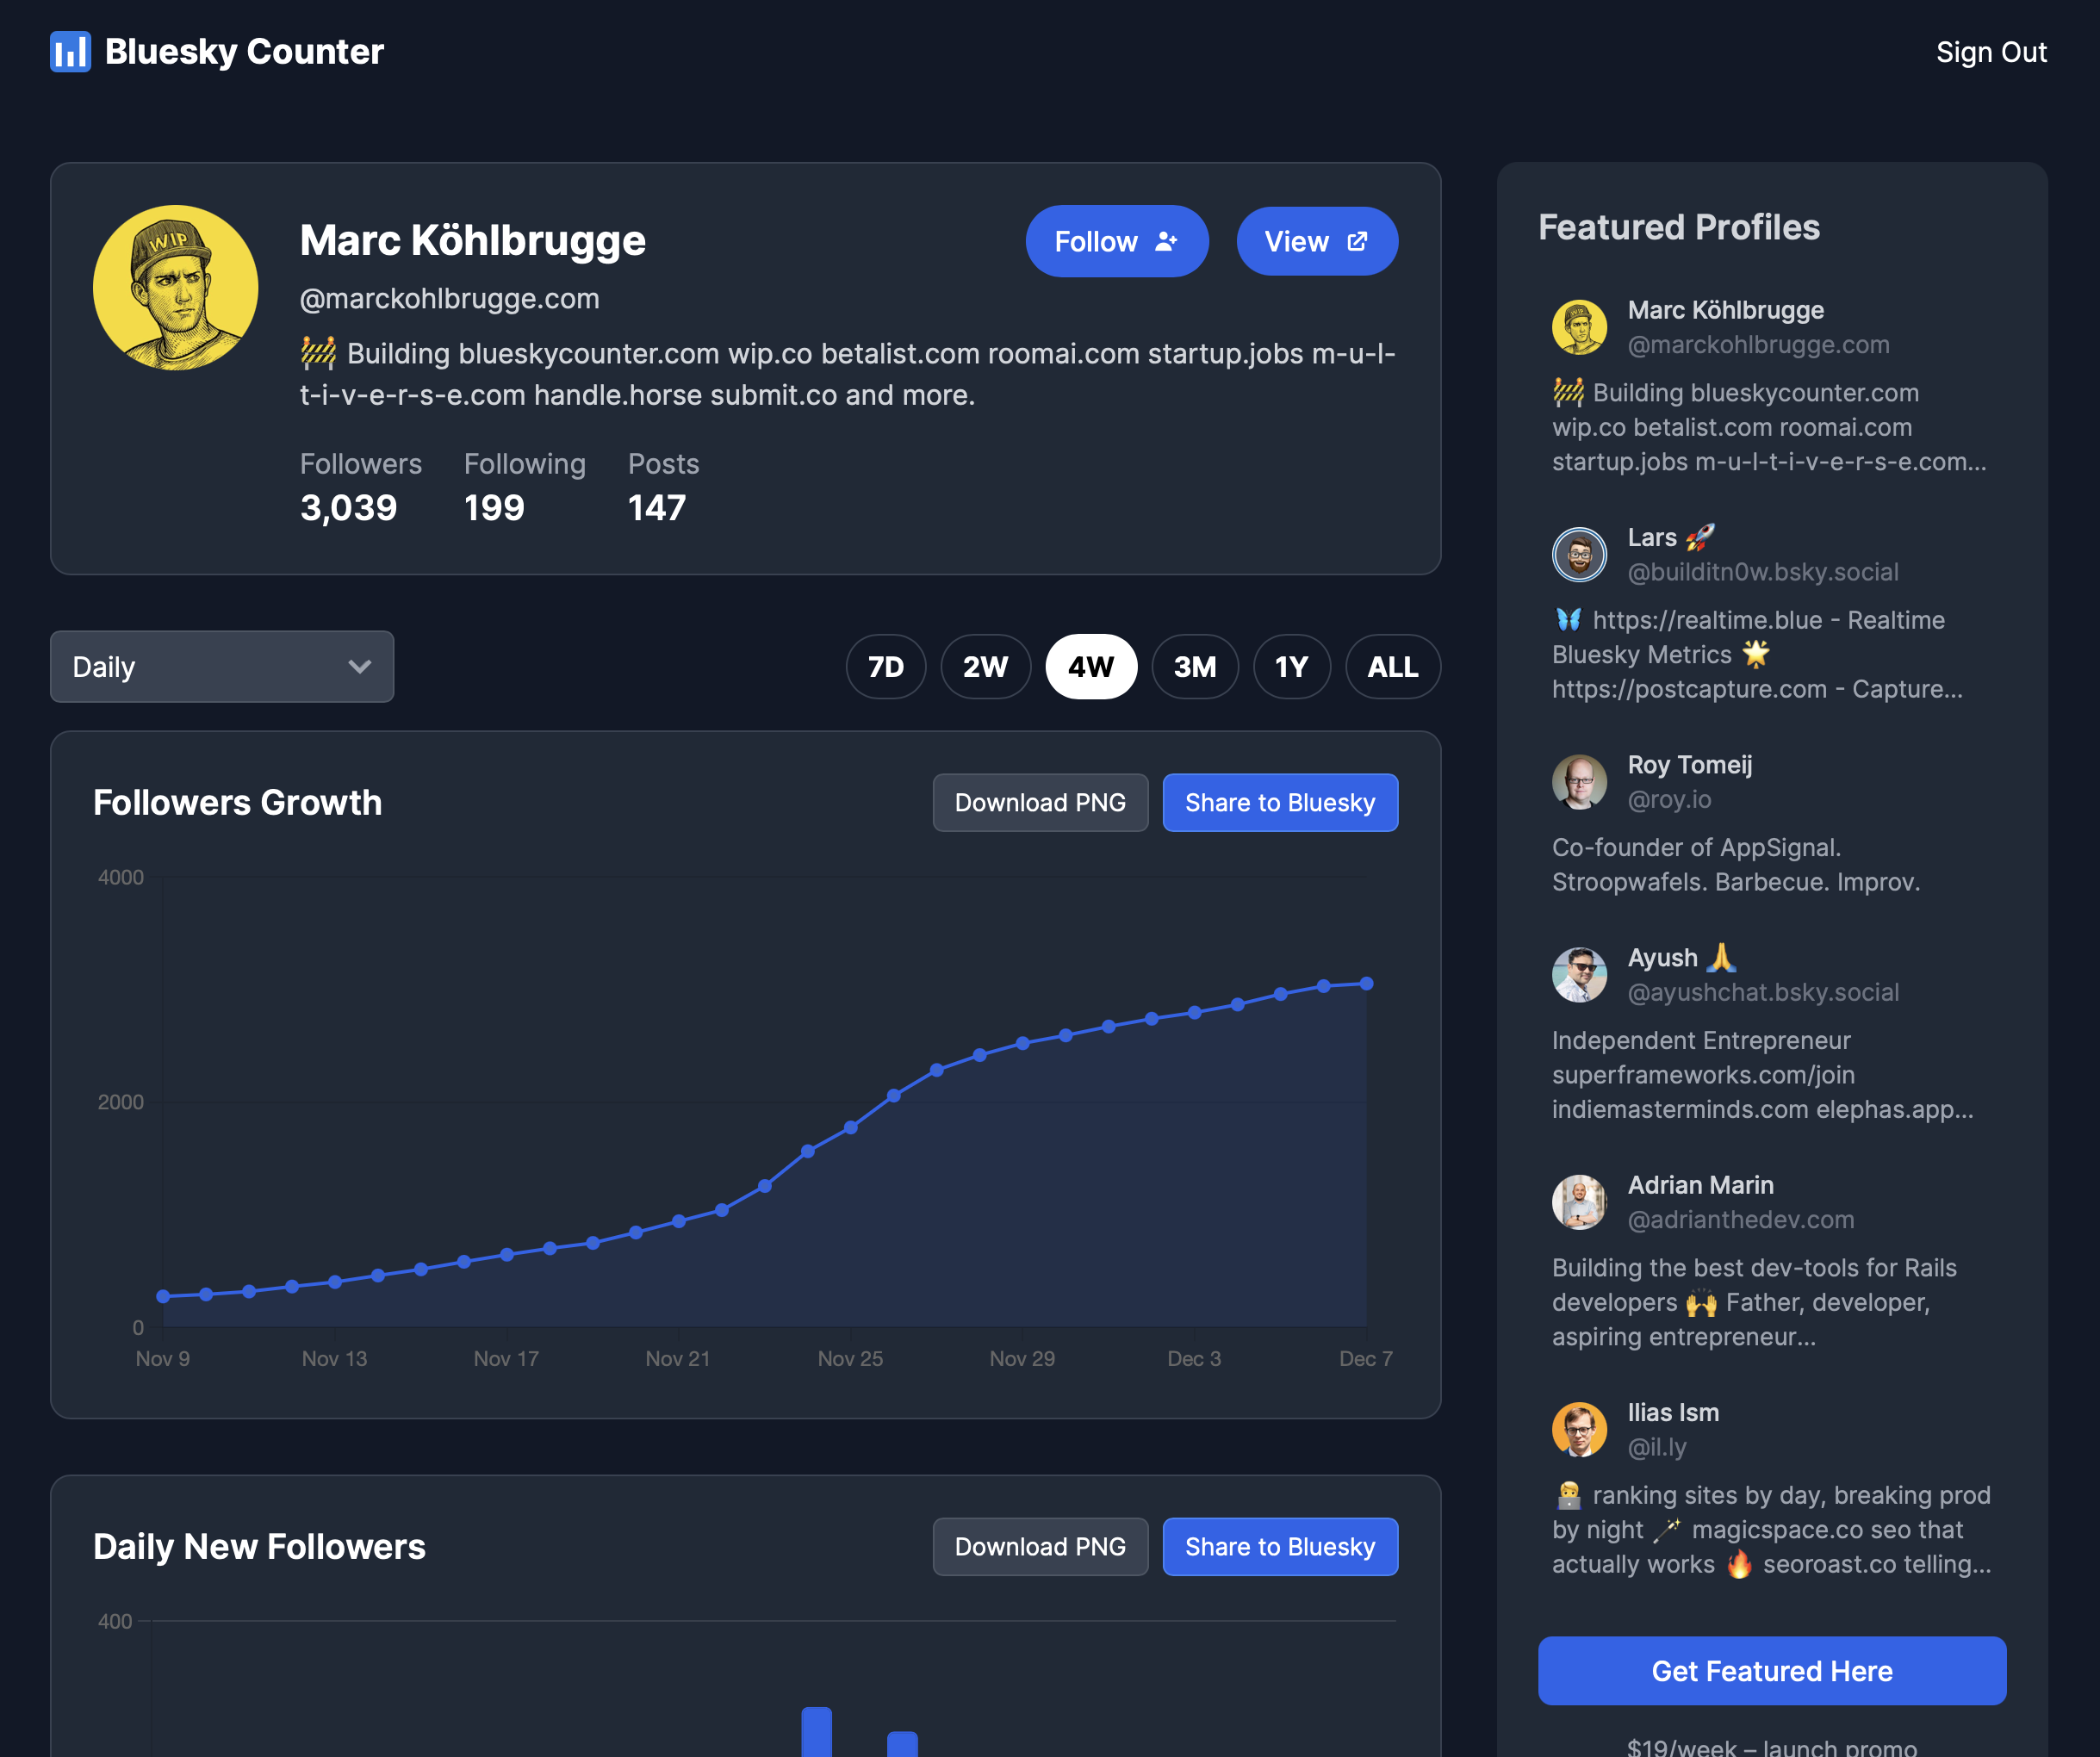 Bluesky Counter
Sign Out
WIP
Marc Köhlbrugge
Follow
View
@marckohlbrugge.com
🚧 Building blueskycounter.com wip.co betalist.com roomai.com startup.jobs m-u-l-
t-i-v-e-r-s-e.com handle.horse submit.co and more.
Followers Following Posts
3,039 199 147
Daily
7D 2W 4W 3M 1Y ALL
Followers Growth
Download PNG
Share to Bluesky
4000
2000
0
Nov 9 Nov 13 Nov 17 Nov 21 Nov 25 Nov 29 Dec 3 Dec 7
Daily New Followers
Download PNG
Share to Bluesky
400
Featured Profiles
Marc Köhlbrugge
@marckohlbrugge.com
🚧 Building blueskycounter.com
wip.co betalist.com roomai.com
startup.jobs m-u-l-t-i-v-e-r-s-e.com...
Lars 🚀
@builditn0w.bsky.social
🦋 https://realtime.blue - Realtime
Bluesky Metrics 🌟
https://postcapture.com - Capture...
Roy Tomeij
@roy.io
Co-founder of AppSignal.
Stroopwafels. Barbecue. Improv.
Ayush 🙏
@ayushchat.bsky.social
Independent Entrepreneur
superframeworks.com/join
indiemasterminds.com elephas.app...
Adrian Marin
@adrianthedev.com
Building the best dev-tools for Rails
developers 🙌 Father, developer,
aspiring entrepreneur...
Ilias Ism
@il.ly
👨‍💻 ranking sites by day, breaking prod
by night 🪄 magicspace.co seo that
actually works 🔥 seoroast.co telling...
Get Featured Here
$19/week – launch promo